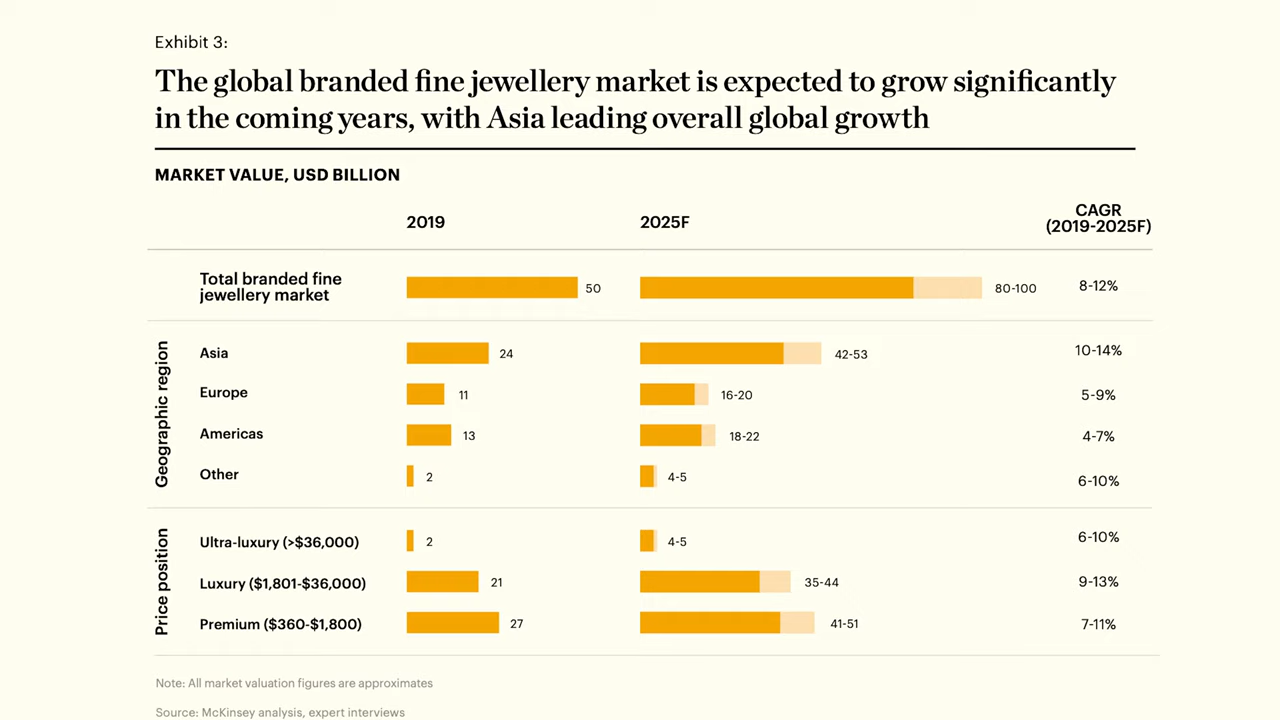 Exhibit 3:
The global branded fine jewellery market is expected to grow significantly
in the coming years, with Asia leading overall global growth
MARKET VALUE, USD BILLION
2019 2025F CAGR
(2019-2025F)
Total branded fine
jewellery market 50 80-100 8-12%
Geographic region
Asia 24 42-53 10-14%
Europe 11 16-20 5-9%
Americas 13 18-22 4-7%
Other 2 4-5 6-10%
Price position
Ultra-luxury (>$36,000) 2 4-5 6-10%
Luxury ($1,801-$36,000) 21 35-44 9-13%
Premium ($360-$1,800) 27 41-51 7-11%
Note: All market valuation figures are approximates
Source: McKinsey analysis, expert interviews